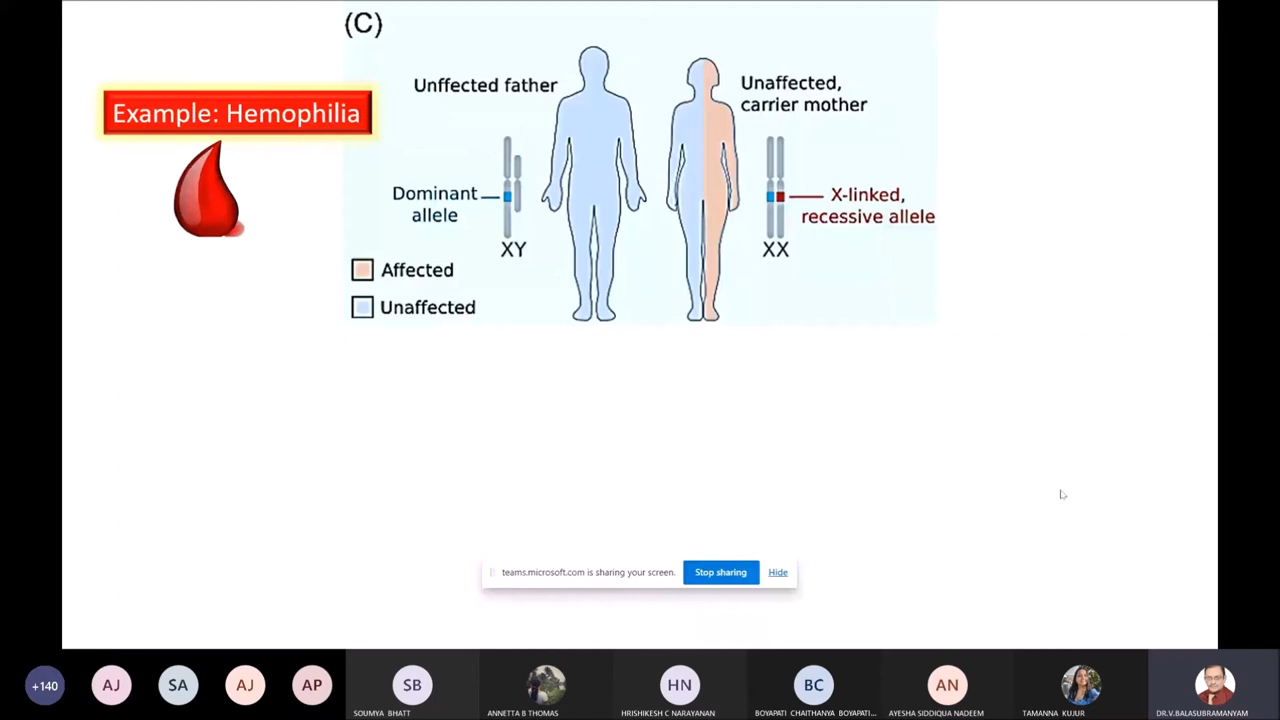 (C)
Unffected father
Unaffected,
carrier mother
Example: Hemophilia
Dominant
allele
X-linked,
recessive allele
XY
XX
Affected
Unaffected
teams.microsoft.com is sharing your screen.
Stop sharing
Hide
+140
AJ
SA
AJ
AP
SB
HN
BC
AN
SOUMYA BHATT
ANNETTA B THOMAS
HRISHIKESH C NARAYANAN
BOYAPATI CHAITHANYA BOYAPATI...
AYESHA SIDDIQUA NADEEM
TAMANNA KUJUR
DR.V.BALASUBRAMANYAM